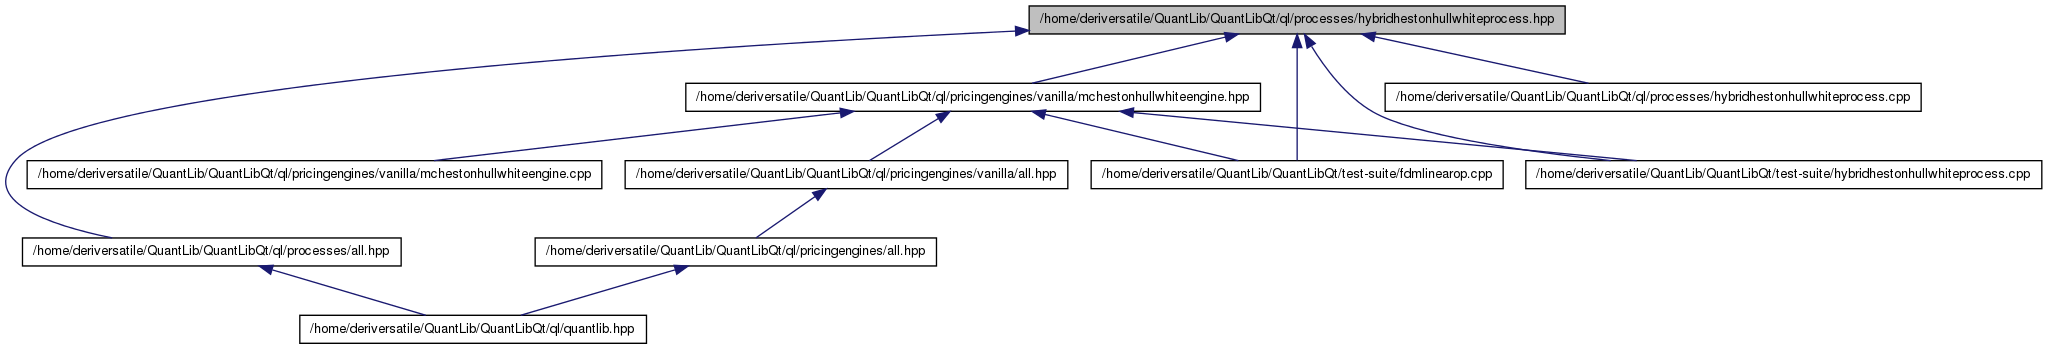 /home/deriversatile/QuantLib/QuantLibQt/ql/processes/hybridhestonhullwhiteprocess.hpp
/home/deriversatile/QuantLib/QuantLibQt/ql/pricingengines/vanilla/mchestonhullwhiteengine.hpp
/home/deriversatile/QuantLib/QuantLibQt/ql/processes/hybridhestonhullwhiteprocess.cpp
/home/deriversatile/QuantLib/QuantLibQt/ql/pricingengines/vanilla/mchestonhullwhiteengine.cpp
/home/deriversatile/QuantLib/QuantLibQt/ql/pricingengines/vanilla/all.hpp
/home/deriversatile/QuantLib/QuantLibQt/test-suite/fdmlinearop.cpp
/home/deriversatile/QuantLib/QuantLibQt/test-suite/hybridhestonhullwhiteprocess.cpp
/home/deriversatile/QuantLib/QuantLibQt/ql/processes/all.hpp
/home/deriversatile/QuantLib/QuantLibQt/ql/pricingengines/all.hpp
/home/deriversatile/QuantLib/QuantLibQt/ql/quantlib.hpp